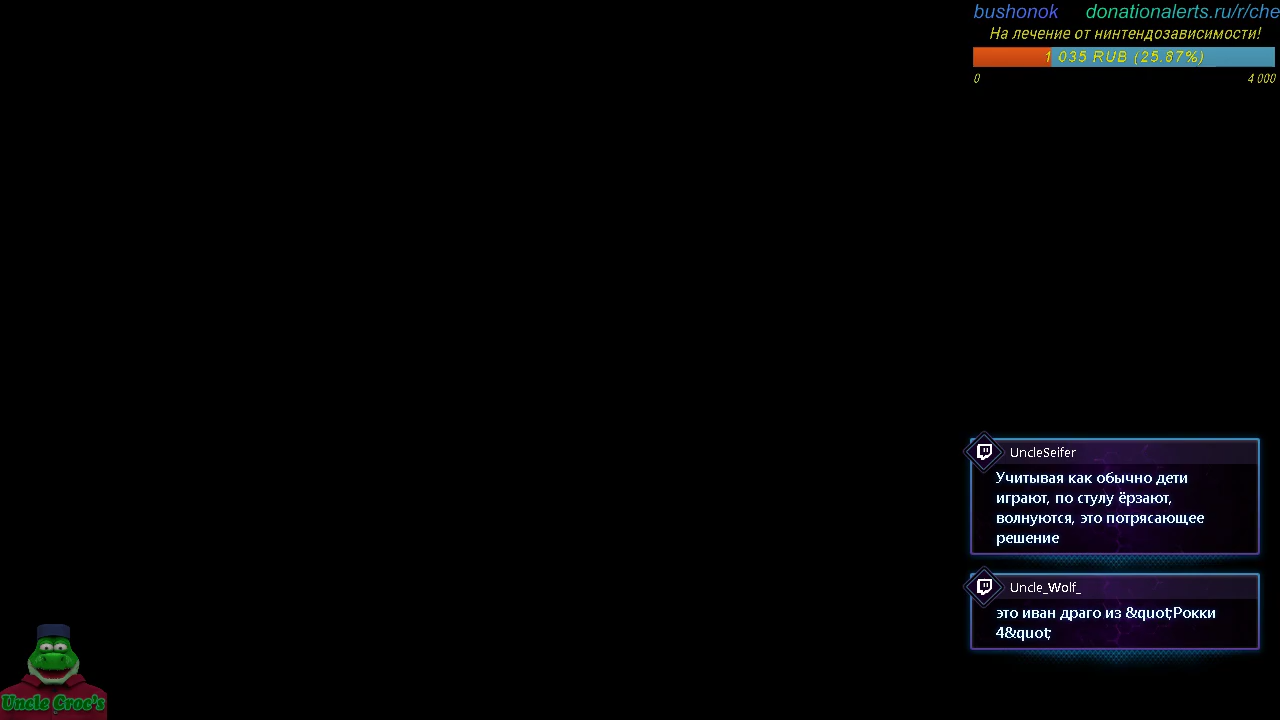 bushonok donationalerts.ru/r/che
На лечение от нинтендозависимости!
1 035 RUB (25.87%)
0 4 000
UncleSeifer
Учитывая как обычно дети
играют, по стулу ёрзают,
волнуются, это потрясающее
решение
Uncle_Wolf_
это иван драго из &quot;Рокки
4&quot;
Uncle Croc's